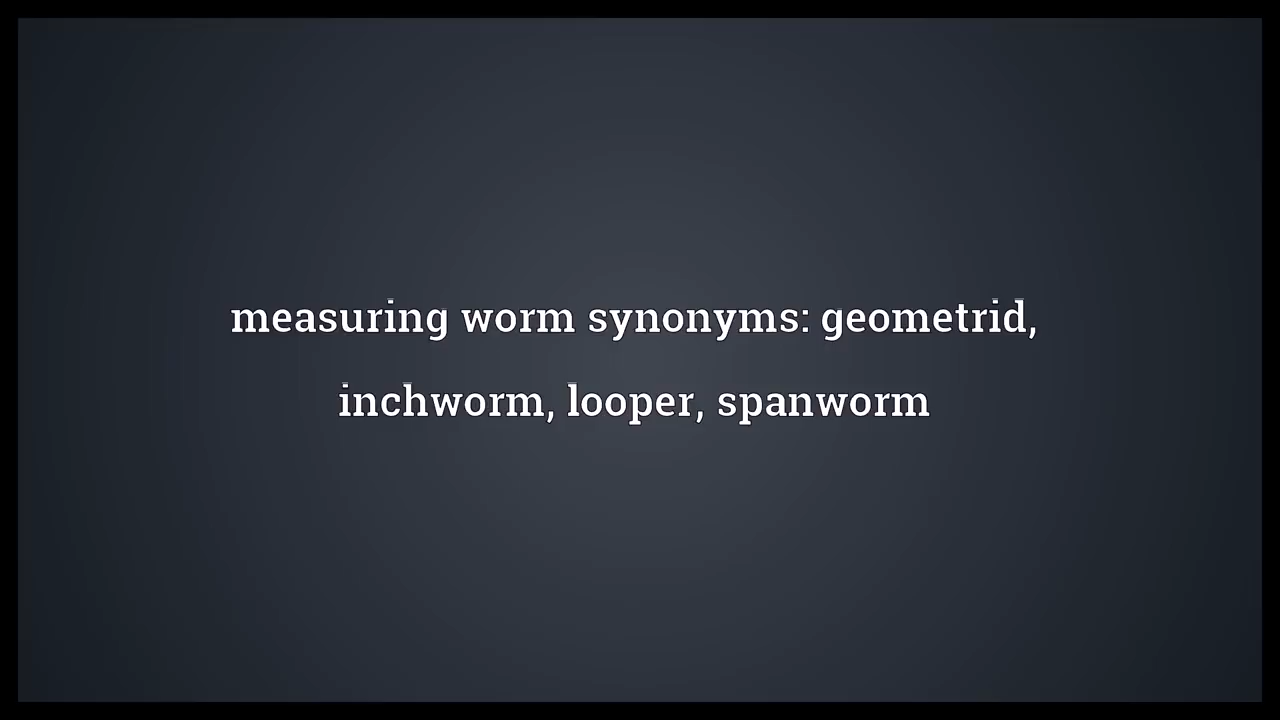 measuring worm synonyms: geometrid,
inchworm, looper, spanworm